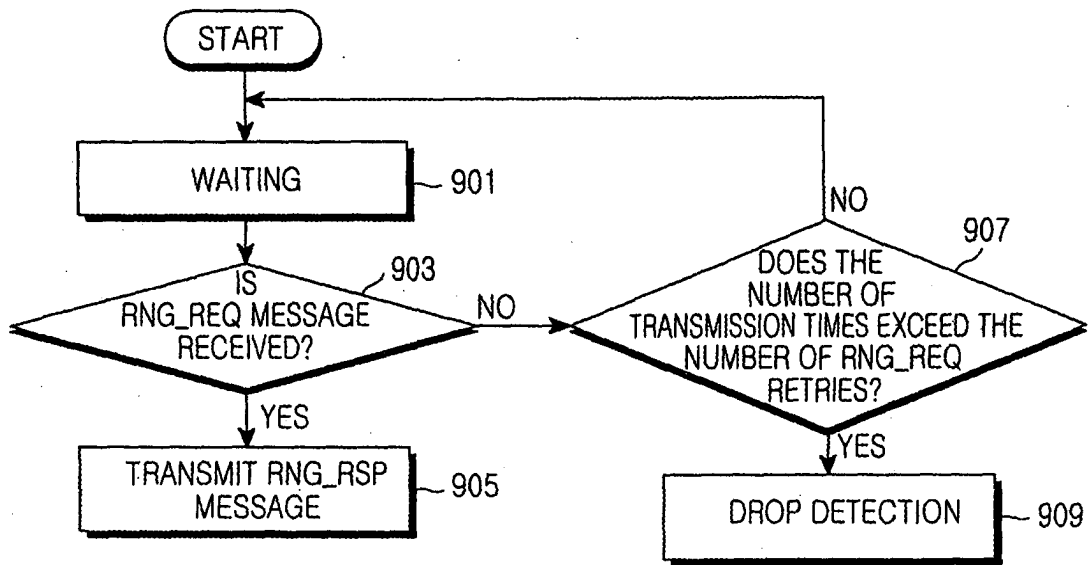 START
WAITING
901
IS
RNG_REQ MESSAGE
RECEIVED?
903
NO
YES
TRANSMIT RNG_RSP
MESSAGE
905
NO
907
DOES THE
NUMBER OF
TRANSMISSION TIMES EXCEED THE
NUMBER OF RNG_REQ
RETRIES?
YES
DROP DETECTION
909